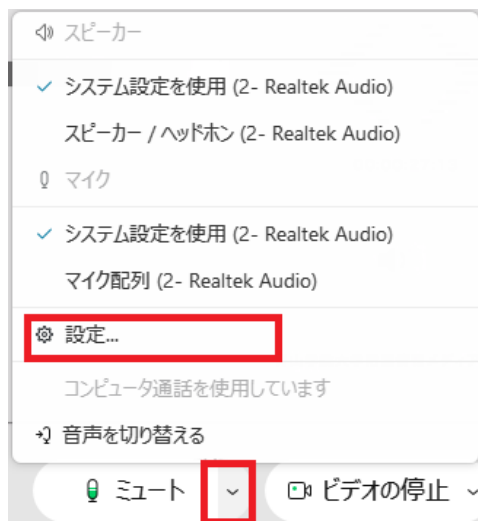 スピーカー
システム設定を使用 (2- Realtek Audio)
スピーカー / ヘッドホン (2- Realtek Audio)
マイク
システム設定を使用 (2- Realtek Audio)
マイク配列 (2- Realtek Audio)
設定...
コンピュータ通話を使用しています
音声を切り替える
ミュート ビデオの停止